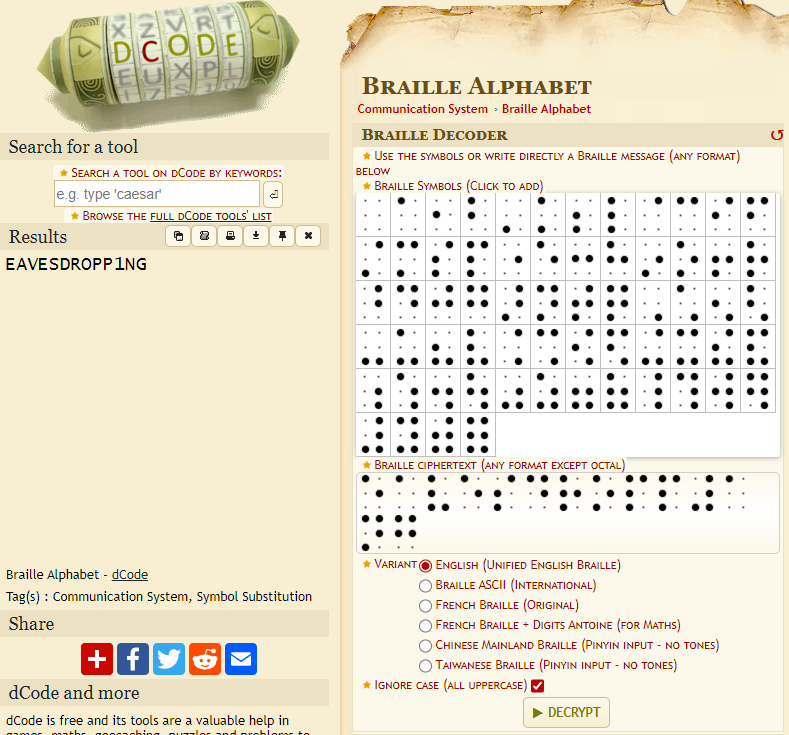 X Z V R T
D C O D E
E U X P L
Search for a tool
★ Search a tool on dCode by keywords:
e.g. type 'caesar'
★ Browse the full dCode tools' list
Results
EAVESDROPP1NG
Braille Alphabet - dCode
Tag(s) : Communication System, Symbol Substitution
Share
dCode and more
dCode is free and its tools are a valuable help in
games, maths, geocaching, puzzles and problems to
Braille Alphabet
Communication System › Braille Alphabet
Braille Decoder
★ Use the symbols or write directly a Braille message (any format)
below
★ Braille Symbols (Click to add)
★ Braille ciphertext (any format except octal)
★ Variant English (Unified English Braille)
Braille ASCII (International)
French Braille (Original)
French Braille + Digits Antoine (for Maths)
Chinese Mainland Braille (Pinyin input - no tones)
Taiwanese Braille (Pinyin input - no tones)
★ Ignore case (all uppercase)
▶ DECRYPT